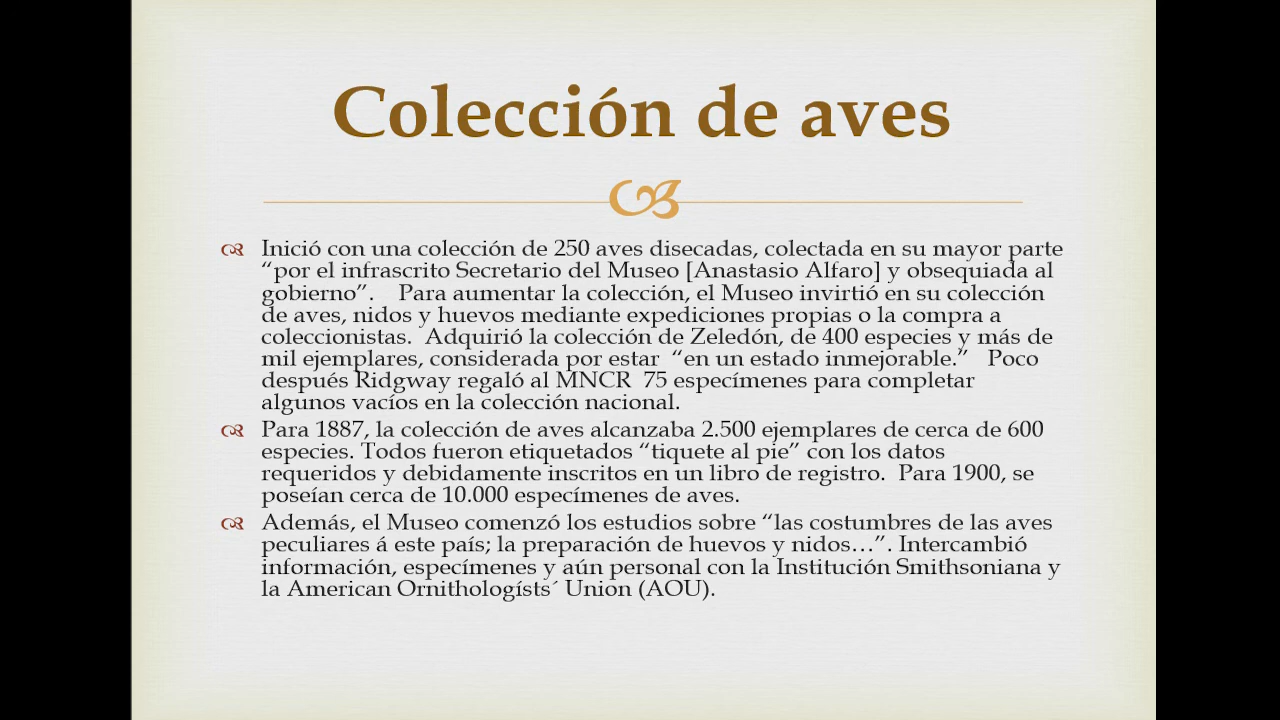 Colección de aves
Inició con una colección de 250 aves disecadas, colectada en su mayor parte
“por el infrascrito Secretario del Museo [Anastasio Alfaro] y obsequiada al
gobierno”.    Para aumentar la colección, el Museo invirtió en su colección
de aves, nidos y huevos mediante expediciones propias o la compra a
coleccionistas.  Adquirió la colección de Zeledón, de 400 especies y más de
mil ejemplares, considerada por estar  “en un estado inmejorable.”   Poco
después Ridgway regaló al MNCR  75 especímenes para completar
algunos vacíos en la colección nacional.
Para 1887, la colección de aves alcanzaba 2.500 ejemplares de cerca de 600
especies. Todos fueron etiquetados “tiquete al pie” con los datos
requeridos y debidamente inscritos en un libro de registro.  Para 1900, se
poseían cerca de 10.000 especímenes de aves.
Además, el Museo comenzó los estudios sobre “las costumbres de las aves
peculiares á este país; la preparación de huevos y nidos…”. Intercambió
información, especímenes y aún personal con la Institución Smithsoniana y
la American Ornithologísts´ Union (AOU).